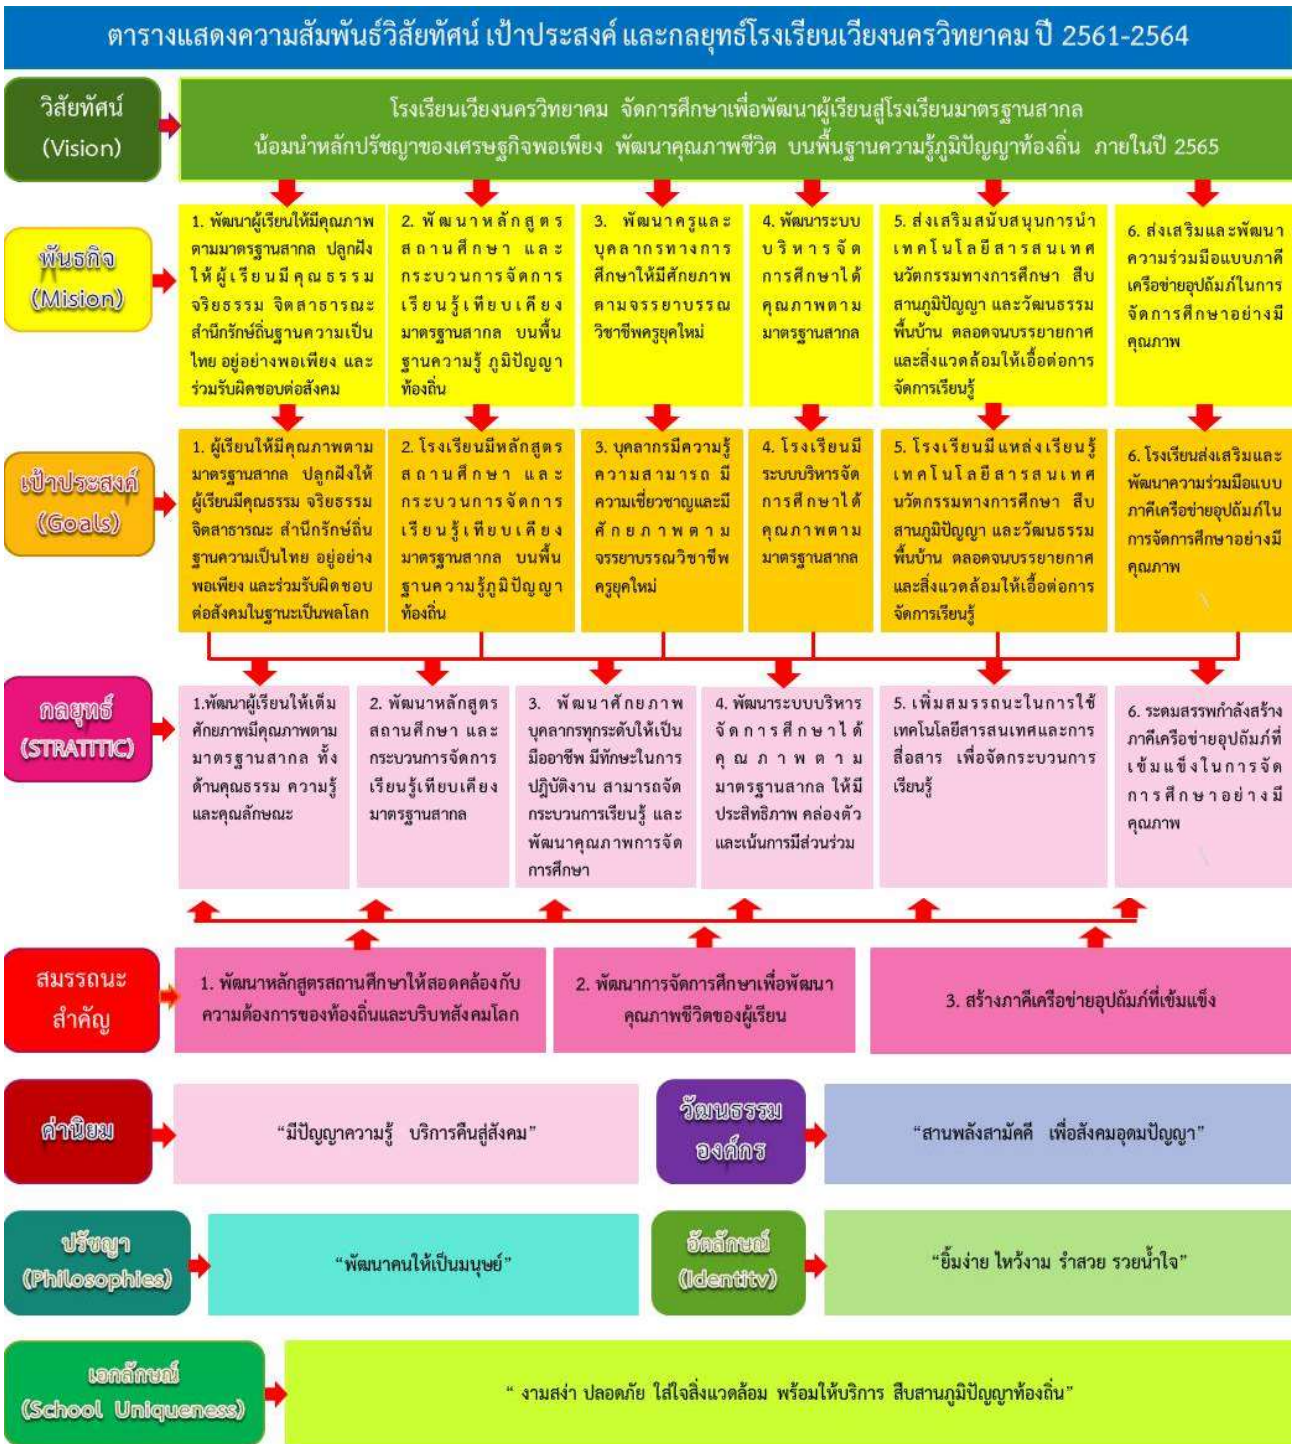 ตารางแสดงความสัมพันธ์วิสัยทัศน์ เป้าประสงค์ และกลยุทธ์โรงเรียนเวียงนครวิทยาคม ปี 2561-2564
วิสัยทัศน์
(Vision)
โรงเรียนเวียงนครวิทยาคม จัดการศึกษาเพื่อพัฒนาผู้เรียนสู่โรงเรียนมาตรฐานสากล
น้อมนำหลักปรัชญาของเศรษฐกิจพอเพียง พัฒนาคุณภาพชีวิต บนพื้นฐานความรู้ภูมิปัญญาท้องถิ่น ภายในปี 2565
พันธกิจ
(Mision)
1. พัฒนาผู้เรียนให้มีคุณภาพ
ตามมาตรฐานสากล ปลูกฝัง
ให้ผู้เรียนมีคุณธรรม
จริยธรรม จิตสาธารณะ
สำนึกรักษ์ถิ่นฐานความเป็น
ไทย อยู่อย่างพอเพียง และ
ร่วมรับผิดชอบต่อสังคม
2. พัฒนาหลักสูตร
สถานศึกษา และ
กระบวนการจัดการ
เรียนรู้เทียบเคียง
มาตรฐานสากล บนพื้น
ฐานความรู้ ภูมิปัญญา
ท้องถิ่น
3. พัฒนาครูและ
บุคลากรทางการ
ศึกษาให้มีศักยภาพ
ตามจรรยาบรรณ
วิชาชีพครูยุคใหม่
4. พัฒนาระบบ
บริหารจัด
การศึกษาได้
คุณภาพตาม
มาตรฐานสากล
5. ส่งเสริมสนับสนุนการนำ
เทคโนโลยีสารสนเทศ
นวัตกรรมทางการศึกษา สืบ
สานภูมิปัญญา และวัฒนธรรม
พื้นบ้าน ตลอดจนบรรยายกาศ
และสิ่งแวดล้อมให้เอื้อต่อการ
จัดการเรียนรู้
6. ส่งเสริมและพัฒนา
ความร่วมมือแบบภาคี
เครือข่ายอุปถัมภ์ในการ
จัดการศึกษาอย่างมี
คุณภาพ
เป้าประสงค์
(Goals)
1. ผู้เรียนให้มีคุณภาพตาม
มาตรฐานสากล ปลูกฝังให้
ผู้เรียนมีคุณธรรม จริยธรรม
จิตสาธารณะ สำนึกรักษ์ถิ่น
ฐานความเป็นไทย อยู่อย่าง
พอเพียง และร่วมรับผิดชอบ
ต่อสังคมในฐานะเป็นพลโลก
2. โรงเรียนมีหลักสูตร
สถานศึกษา และ
กระบวนการจัดการ
เรียนรู้เทียบเคียง
มาตรฐานสากล บนพื้น
ฐานความรู้ภูมิปัญญา
ท้องถิ่น
3. บุคลากรมีความรู้
ความสามารถ มี
ความเชี่ยวชาญและมี
ศักยภาพตาม
จรรยาบรรณวิชาชีพ
ครูยุคใหม่
4. โรงเรียนมี
ระบบบริหารจัด
การศึกษาได้
คุณภาพตาม
มาตรฐานสากล
5. โรงเรียนมีแหล่งเรียนรู้
เทคโนโลยีสารสนเทศ
นวัตกรรมทางการศึกษา สืบ
สานภูมิปัญญา และวัฒนธรรม
พื้นบ้าน ตลอดจนบรรยายกาศ
และสิ่งแวดล้อมให้เอื้อต่อการ
จัดการเรียนรู้
6. โรงเรียนส่งเสริมและ
พัฒนาความร่วมมือแบบ
ภาคีเครือข่ายอุปถัมภ์ใน
การจัดการศึกษาอย่างมี
คุณภาพ
กลยุทธ์
(STRATITIC)
1.พัฒนาผู้เรียนให้เต็ม
ศักยภาพมีคุณภาพตาม
มาตรฐานสากล ทั้ง
ด้านคุณธรรม ความรู้
และคุณลักษณะ
2. พัฒนาหลักสูตร
สถานศึกษา และ
กระบวนการจัดการ
เรียนรู้เทียบเคียง
มาตรฐานสากล
3. พัฒนาศักยภาพ
บุคลากรทุกระดับให้เป็น
มืออาชีพ มีทักษะในการ
ปฏิบัติงาน สามารถจัด
กระบวนการเรียนรู้ และ
พัฒนาคุณภาพการจัด
การศึกษา
4. พัฒนาระบบบริหาร
จัดการศึกษาได้
คุณภาพตาม
มาตรฐานสากล ให้มี
ประสิทธิภาพ คล่องตัว
และเน้นการมีส่วนร่วม
5. เพิ่มสมรรถนะในการใช้
เทคโนโลยีสารสนเทศและการ
สื่อสาร เพื่อจัดกระบวนการ
เรียนรู้
6. ระดมสรรพกำลังสร้าง
ภาคีเครือข่ายอุปถัมภ์ที่
เข้มแข็งในการจัด
การศึกษาอย่างมี
คุณภาพ
สมรรถนะ
สำคัญ
1. พัฒนาหลักสูตรสถานศึกษาให้สอดคล้องกับ
ความต้องการของท้องถิ่นและบริบทสังคมโลก
2. พัฒนาการจัดการศึกษาเพื่อพัฒนา
คุณภาพชีวิตของผู้เรียน
3. สร้างภาคีเครือข่ายอุปถัมภ์ที่เข้มแข็ง
ค่านิยม
“มีปัญญาความรู้ บริการคืนสู่สังคม”
วัฒนธรรม
องค์กร
“สานพลังสามัคคี เพื่อสังคมอุดมปัญญา”
ปรัชญา
(Philosophies)
“พัฒนาคนให้เป็นมนุษย์”
อัตลักษณ์
(Identity)
“ยิ้มง่าย ไหว้งาม รำสวย รวยน้ำใจ”
เอกลักษณ์
(School Uniqueness)
“ งามสง่า ปลอดภัย ใส่ใจสิ่งแวดล้อม พร้อมให้บริการ สืบสานภูมิปัญญาท้องถิ่น”